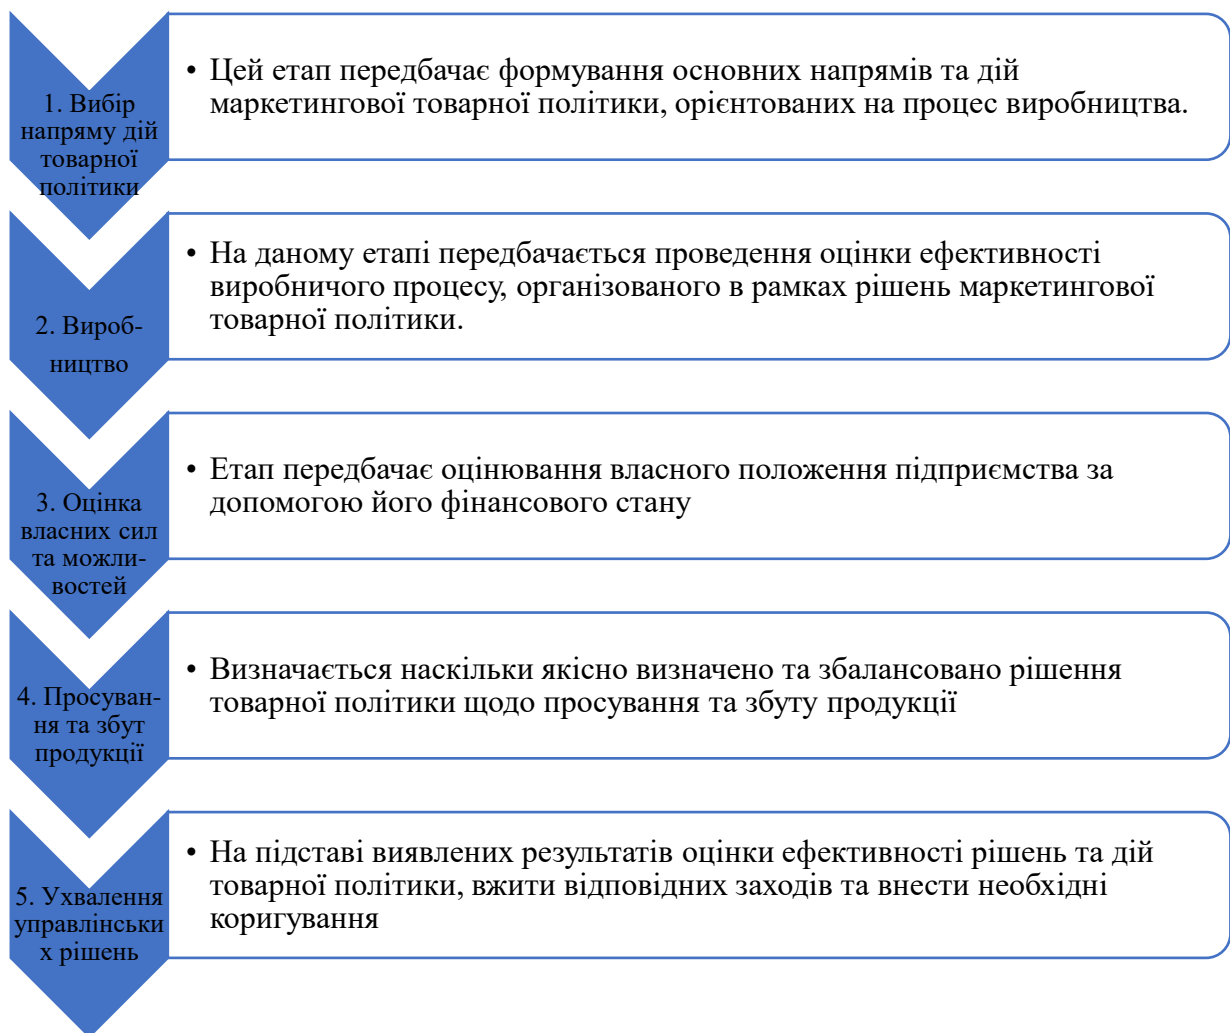 1. Вибір
напряму дій
товарної
політики
• Цей етап передбачає формування основних напрямів та дій
маркетингової товарної політики, орієнтованих на процес виробництва.
2. Вироб-
ництво
• На даному етапі передбачається проведення оцінки ефективності
виробничого процесу, організованого в рамках рішень маркетингової
товарної політики.
3. Оцінка
власних сил
та можли-
востей
• Етап передбачає оцінювання власного положення підприємства за
допомогою його фінансового стану
4. Просуван-
ня та збут
продукції
• Визначається наскільки якісно визначено та збалансовано рішення
товарної політики щодо просування та збуту продукції
5. Ухвалення
управлінськи
х рішень
• На підставі виявлених результатів оцінки ефективності рішень та дій
товарної політики, вжити відповідних заходів та внести необхідні
коригування